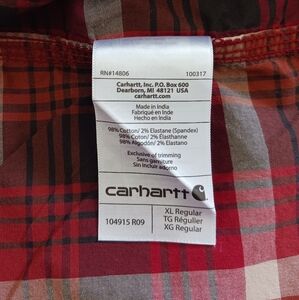 RN#14806 100317
Carhartt, Inc. P.O. Box 600
Dearborn, MI 48121 USA
carhartt.com
Made in India
Fabriqué en Inde
Hecho en India
98% Cotton/ 2% Elastane (Spandex)
98% Coton/ 2% Élasthanne
98% Algodón/ 2% Elastano
Exclusive of trimming
Sans garniture
Sin incluir adorno
carhartt
104915 R09
XL Regular
TG Régulier
XG Regular